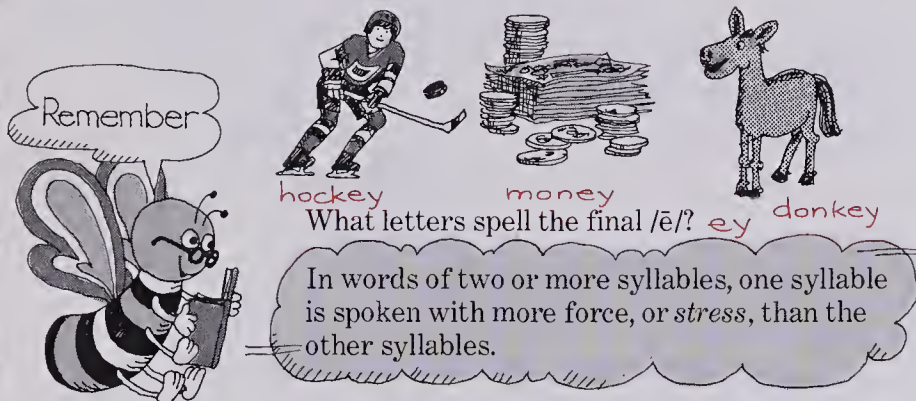 Remember
hockey
money
donkey
What letters spell the final /ē/? ey
In words of two or more syllables, one syllable
is spoken with more force, or stress, than the
other syllables.